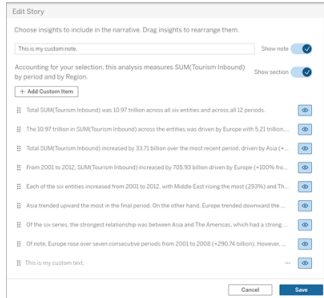 Edit Story
Choose insights to include in the narrative. Drag insights to rearrange them.
This is my custom note.
Show note
Accounting for your selection, this analysis measures SUM(Tourism Inbound)
by period and by Region.
Show section
+ Add Custom Item
Total SUM(Tourism Inbound) was 10.97 trillion across all six entities and across all 12 periods.
The 10.97 trillion in SUM(Tourism Inbound) across the entities was driven by Europe with 5.21 trillion,...
Total SUM(Tourism Inbound) increased by 33.71 billion over the most recent period, driven by Asia (+...
From 2001 to 2012, SUM(Tourism Inbound) increased by 705.93 billion driven by Europe (+100% fro...
Each of the six entities increased from 2001 to 2012, with Middle East rising the most (293%) and Th...
Asia trended upward the most in the final period. On the other hand, Europe trended downward the ...
Of the six series, the strongest relationship was between Asia and The Americas, which had a strong...
Of note, Europe rose over seven consecutive periods from 2001 to 2008 (+290.74 billion). However,...
This is my custom text.
Cancel
Save